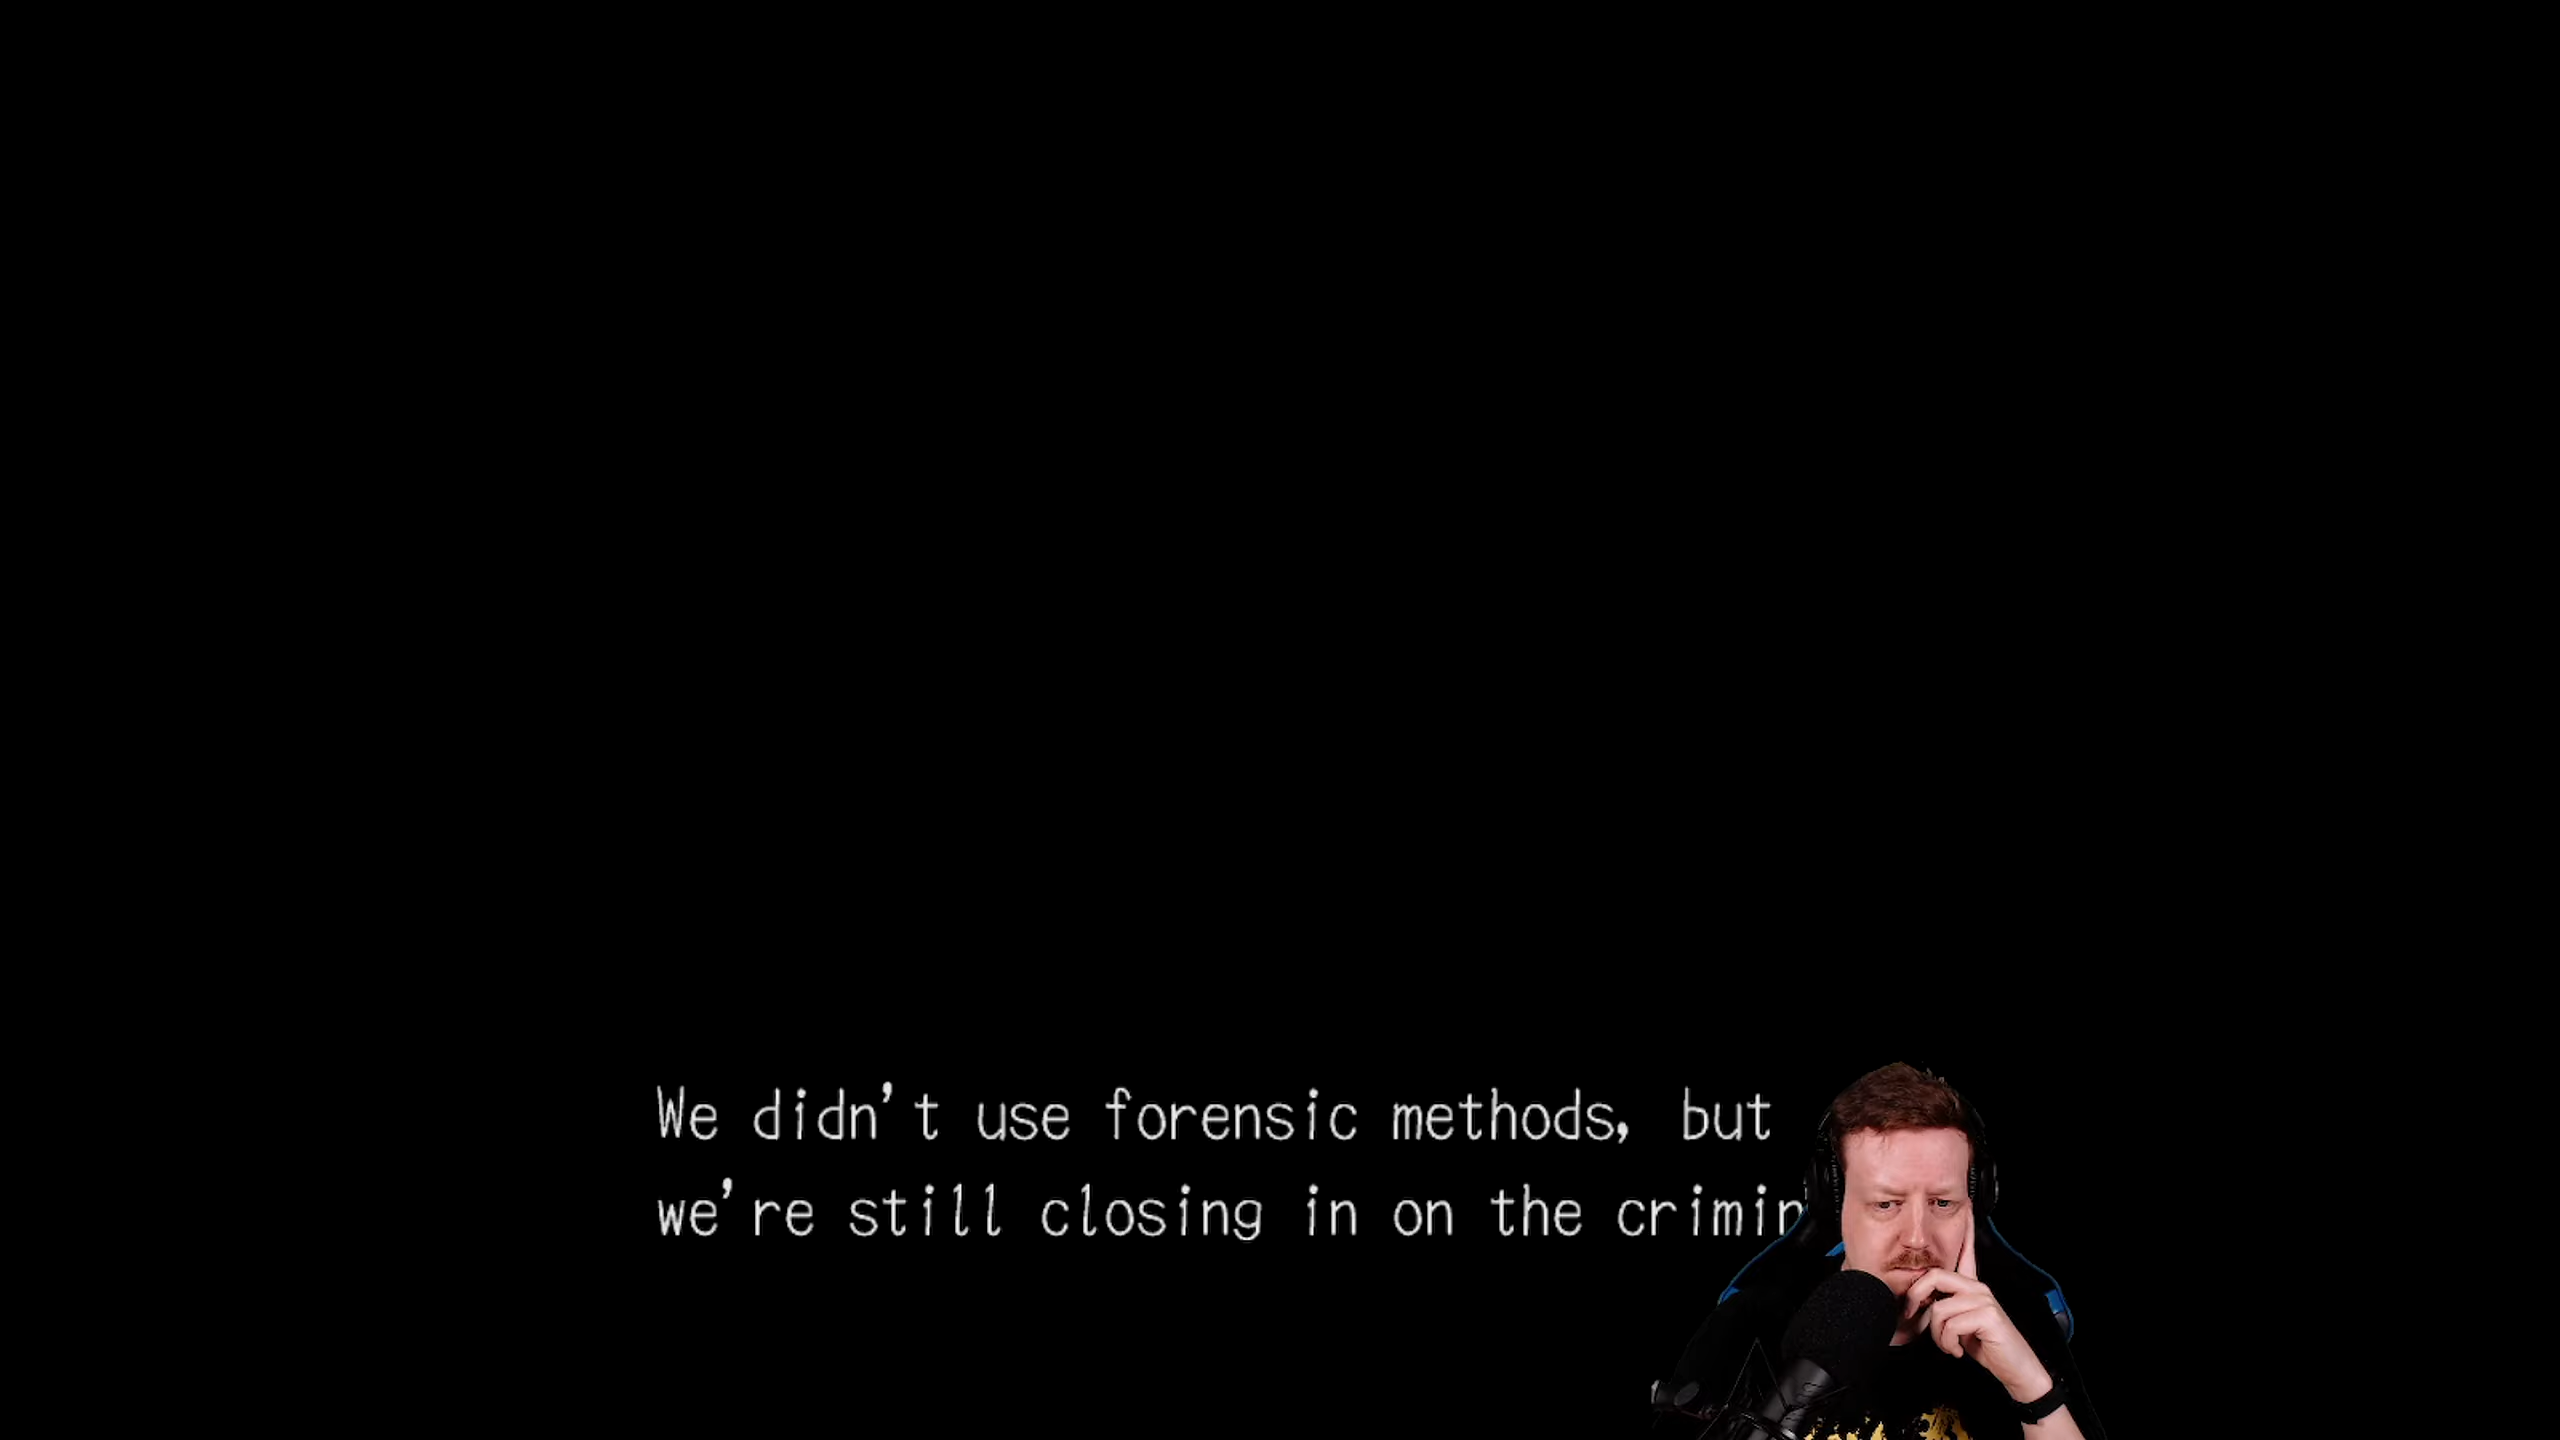 We didn't use forensic methods, but
we're still closing in on the